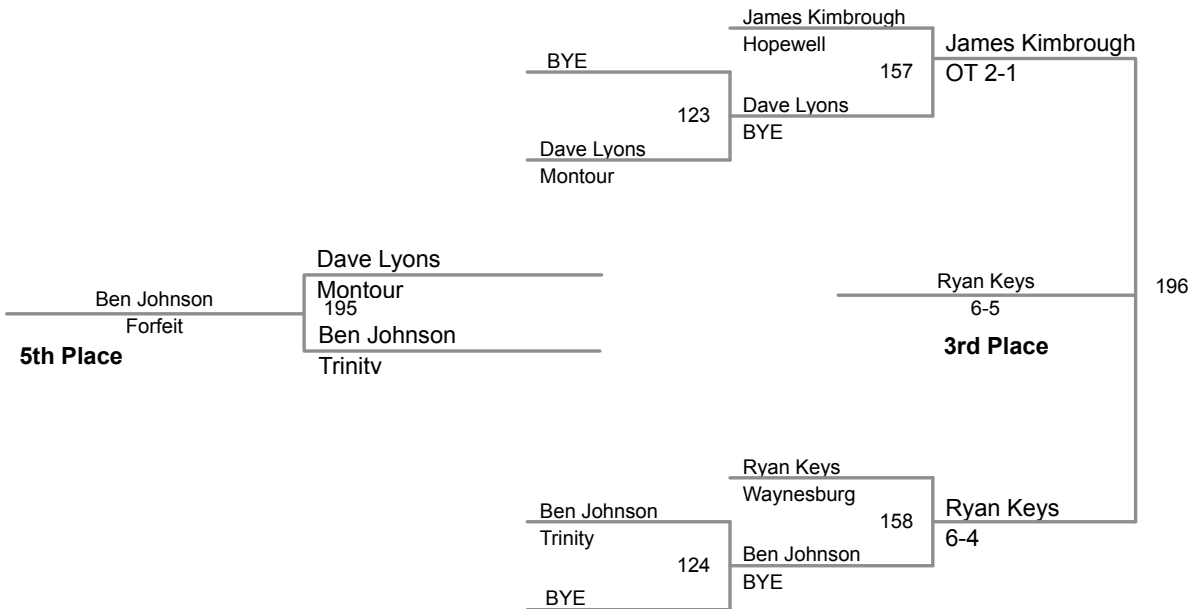 James Kimbrough
Hopewell
James Kimbrough
OT 2-1
BYE
157
123
Dave Lyons
BYE
Dave Lyons
Montour
Dave Lyons
Montour
Ben Johnson
195
Forfeit
Ben Johnson
Trinity
5th Place
Ryan Keys
196
6-5
3rd Place
Ryan Keys
Waynesburg
Ben Johnson
Trinity
158
Ryan Keys
6-4
124
Ben Johnson
BYE
BYE